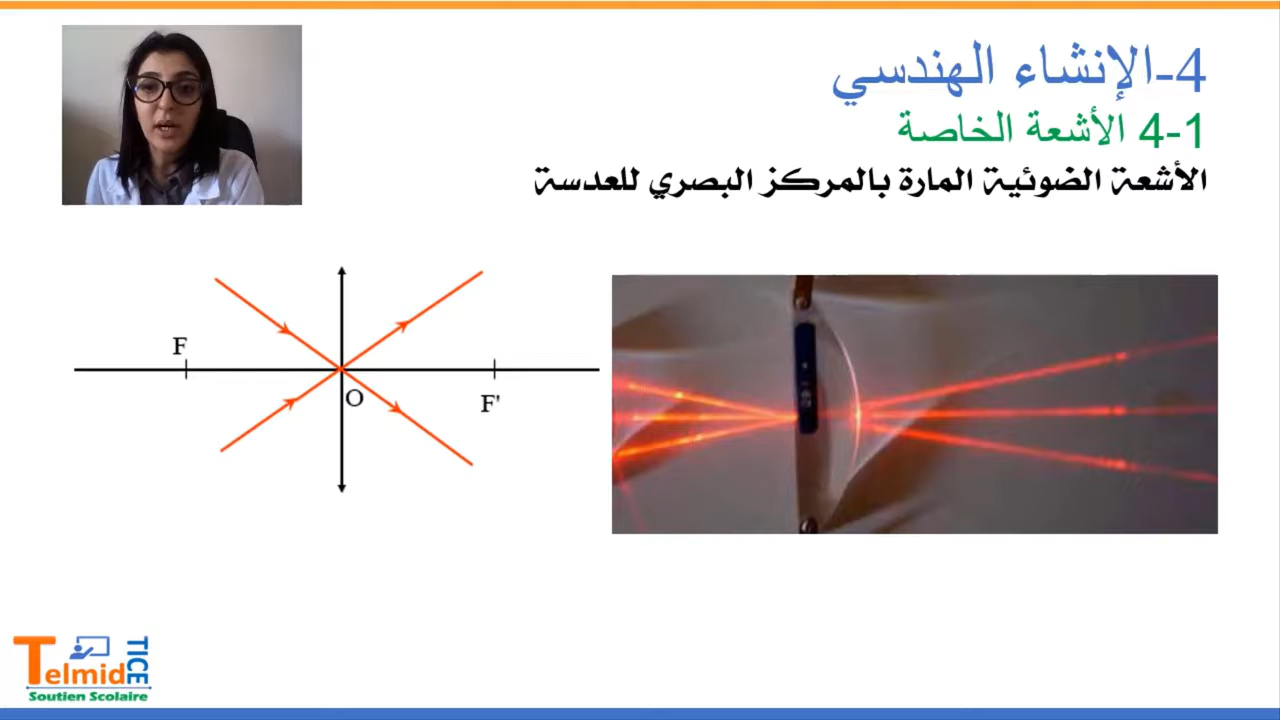 4-الإنشاء الهندسي
4-1 الأشعة الخاصة
الأشعة الضوئية المارة بالمركز البصري للعدسة
F
O
F'
Telmid TICE
Soutien Scolaire